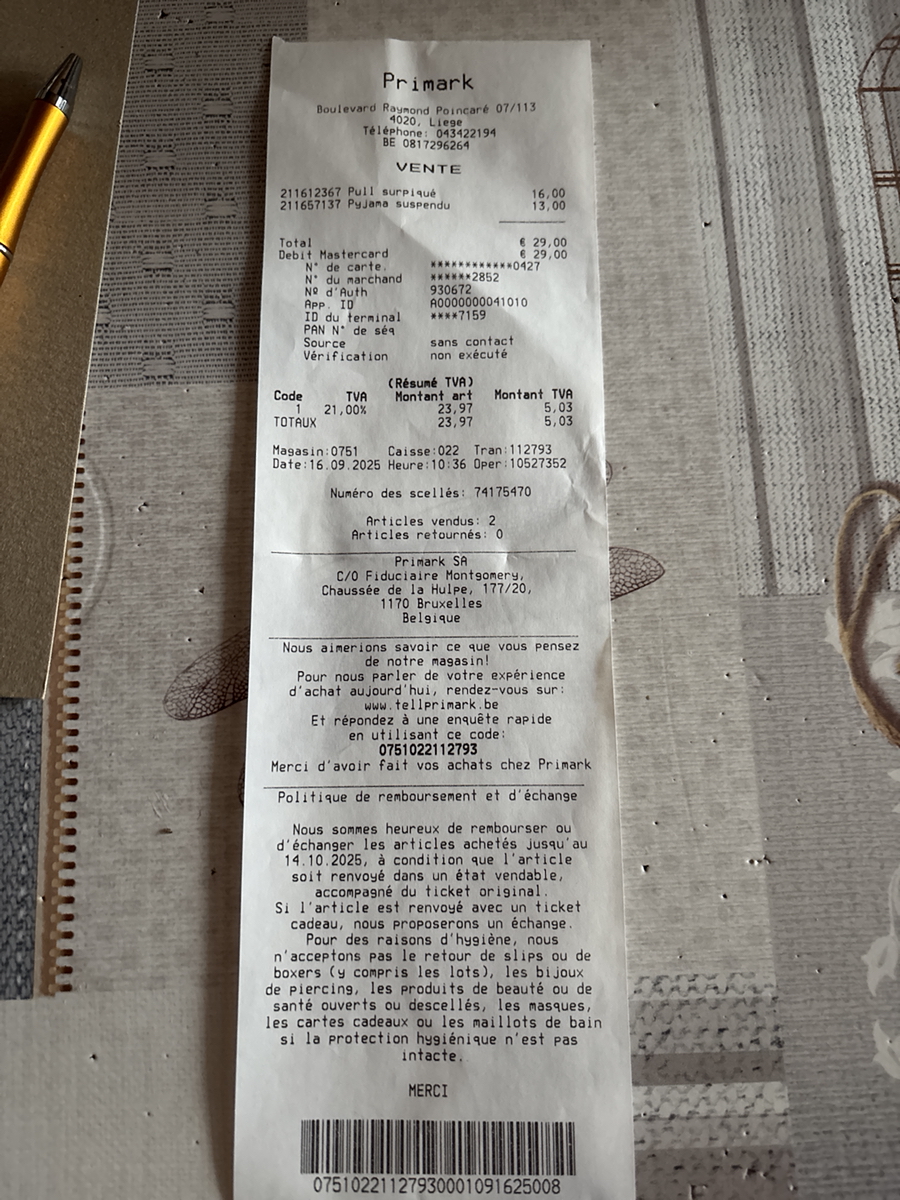 Primark
Boulevard Raymond Poincaré 07/113
4020, Liege
Téléphone: 043422194
BE 0817296264
VENTE
211612367 Pull surpiqué 16,00
211657137 Pyjama suspendu 13,00
Total € 29,00
Debit Mastercard € 29,00
N° de carte. ************0427
N° du marchand ******2852
Nº d'Auth 930672
App. ID A0000000041010
ID du terminal ****7159
PAN N° de séq
Source sans contact
Vérification non exécuté
(Résumé TVA)
Code TVA Montant art Montant TVA
1 21,00% 23,97 5,03
TOTAUX 23,97 5,03
Magasin:0751 Caisse:022 Tran:112793
Date:16.09.2025 Heure:10:36 Oper:10527352
Numéro des scellés: 74175470
Articles vendus: 2
Articles retournés: 0
Primark SA
C/O Fiduciaire Montgomery,
Chaussée de la Hulpe, 177/20,
1170 Bruxelles
Belgique
Nous aimerions savoir ce que vous pensez
de notre magasin!
Pour nous parler de votre expérience
d'achat aujourd'hui, rendez-vous sur:
www.tellprimark.be
Et répondez à une enquête rapide
en utilisant ce code:
0751022112793
Merci d'avoir fait vos achats chez Primark
Politique de remboursement et d'échange
Nous sommes heureux de rembourser ou
d'échanger les articles achetés jusqu'au
14.10.2025, à condition que l'article
soit renvoyé dans un état vendable,
accompagné du ticket original.
Si l'article est renvoyé avec un ticket
cadeau, nous proposerons un échange.
Pour des raisons d'hygiène, nous
n'acceptons pas le retour de slips ou de
boxers (y compris les lots), les bijoux
de piercing, les produits de beauté ou de
santé ouverts ou descellés, les masques,
les cartes cadeaux ou les maillots de bain
si la protection hygiénique n'est pas
intacte.
MERCI
07510221127930001091625008